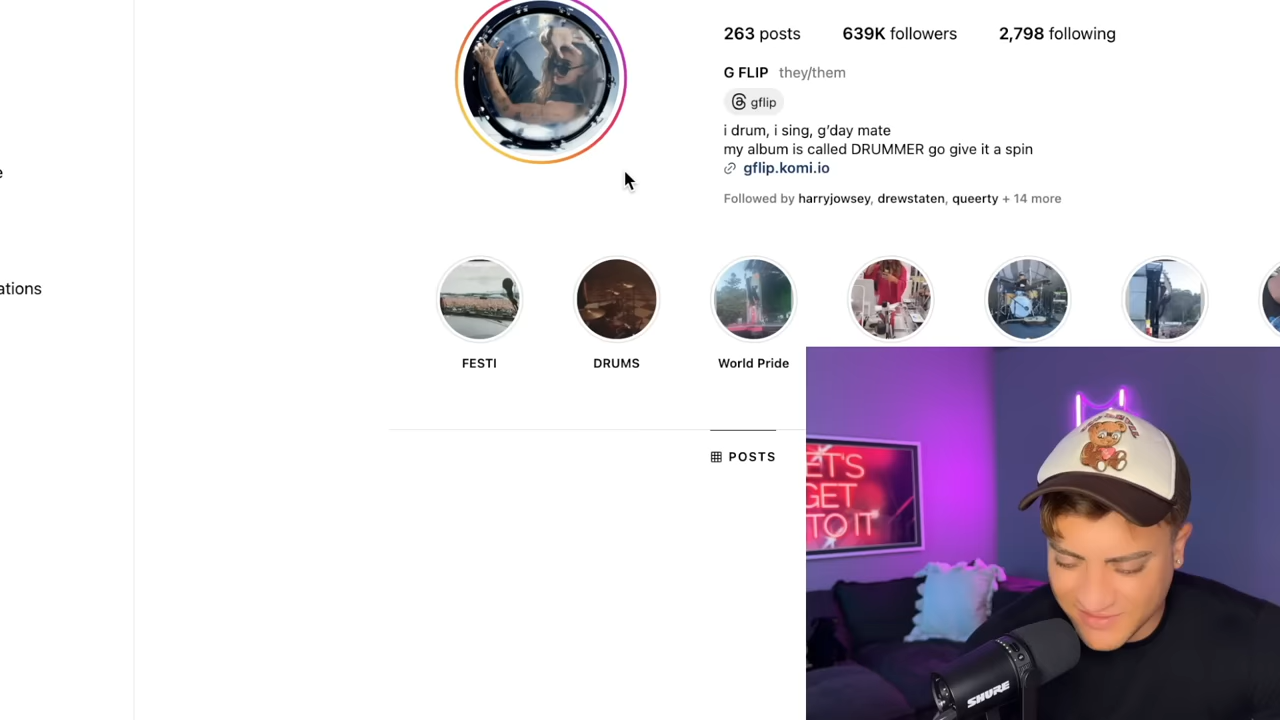 263 posts 639K followers 2,798 following
G FLIP they/them
gflip
i drum, i sing, g'day mate
my album is called DRUMMER go give it a spin
gflip.komi.io
Followed by harryjowsey, drewstaten, queerty + 14 more
e
ations
FESTI DRUMS World Pride
POSTS
ET'S
GET
TO IT
SHURE